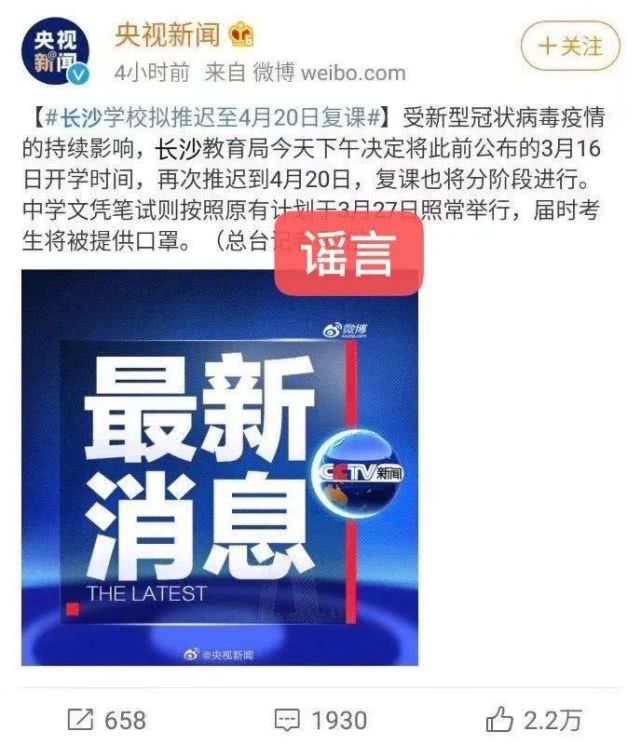 央视新闻
+关注
4小时前 来自 微博 weibo.com
【#长沙学校拟推迟至4月20日复课#】受新型冠状病毒疫情
的持续影响，长沙教育局今天下午决定将此前公布的3月16
日开学时间，再次推迟到4月20日，复课也将分阶段进行。
中学文凭笔试则按照原有计划于3月27日照常举行，届时考
生将被提供口罩。（总台记
谣言
微博
最新
消息
CCTV新闻
THE LATEST
@央视新闻
658 1930 2.2万